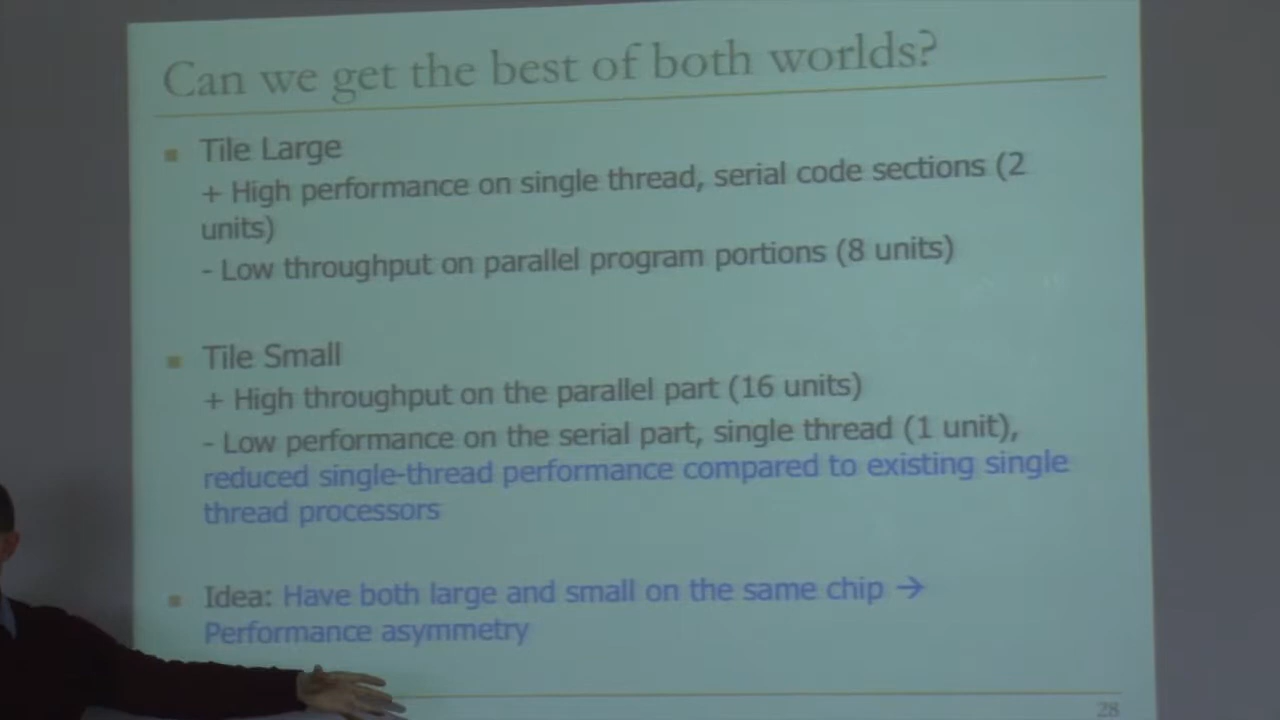 Can we get the best of both worlds?
Tile Large
+ High performance on single thread, serial code sections (2
units)
- Low throughput on parallel program portions (8 units)
Tile Small
+ High throughput on the parallel part (16 units)
- Low performance on the serial part, single thread (1 unit),
reduced single-thread performance compared to existing single
thread processors
Idea: Have both large and small on the same chip →
Performance asymmetry
28